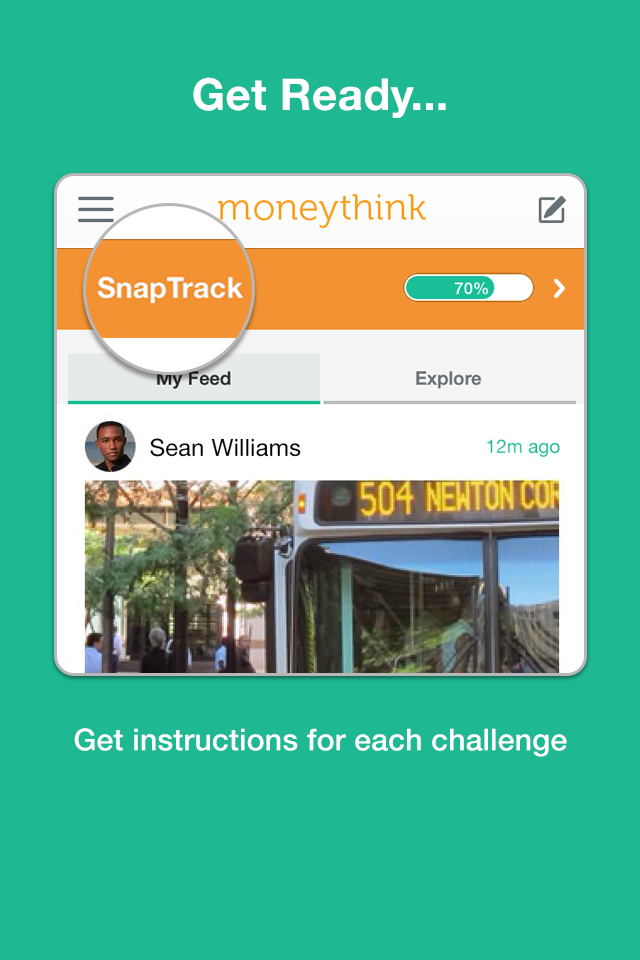 Get Ready...
moneythink
SnapTrack
70%
My Feed
Explore
Sean Williams
12m ago
504 NEWTON COR
Get instructions for each challenge